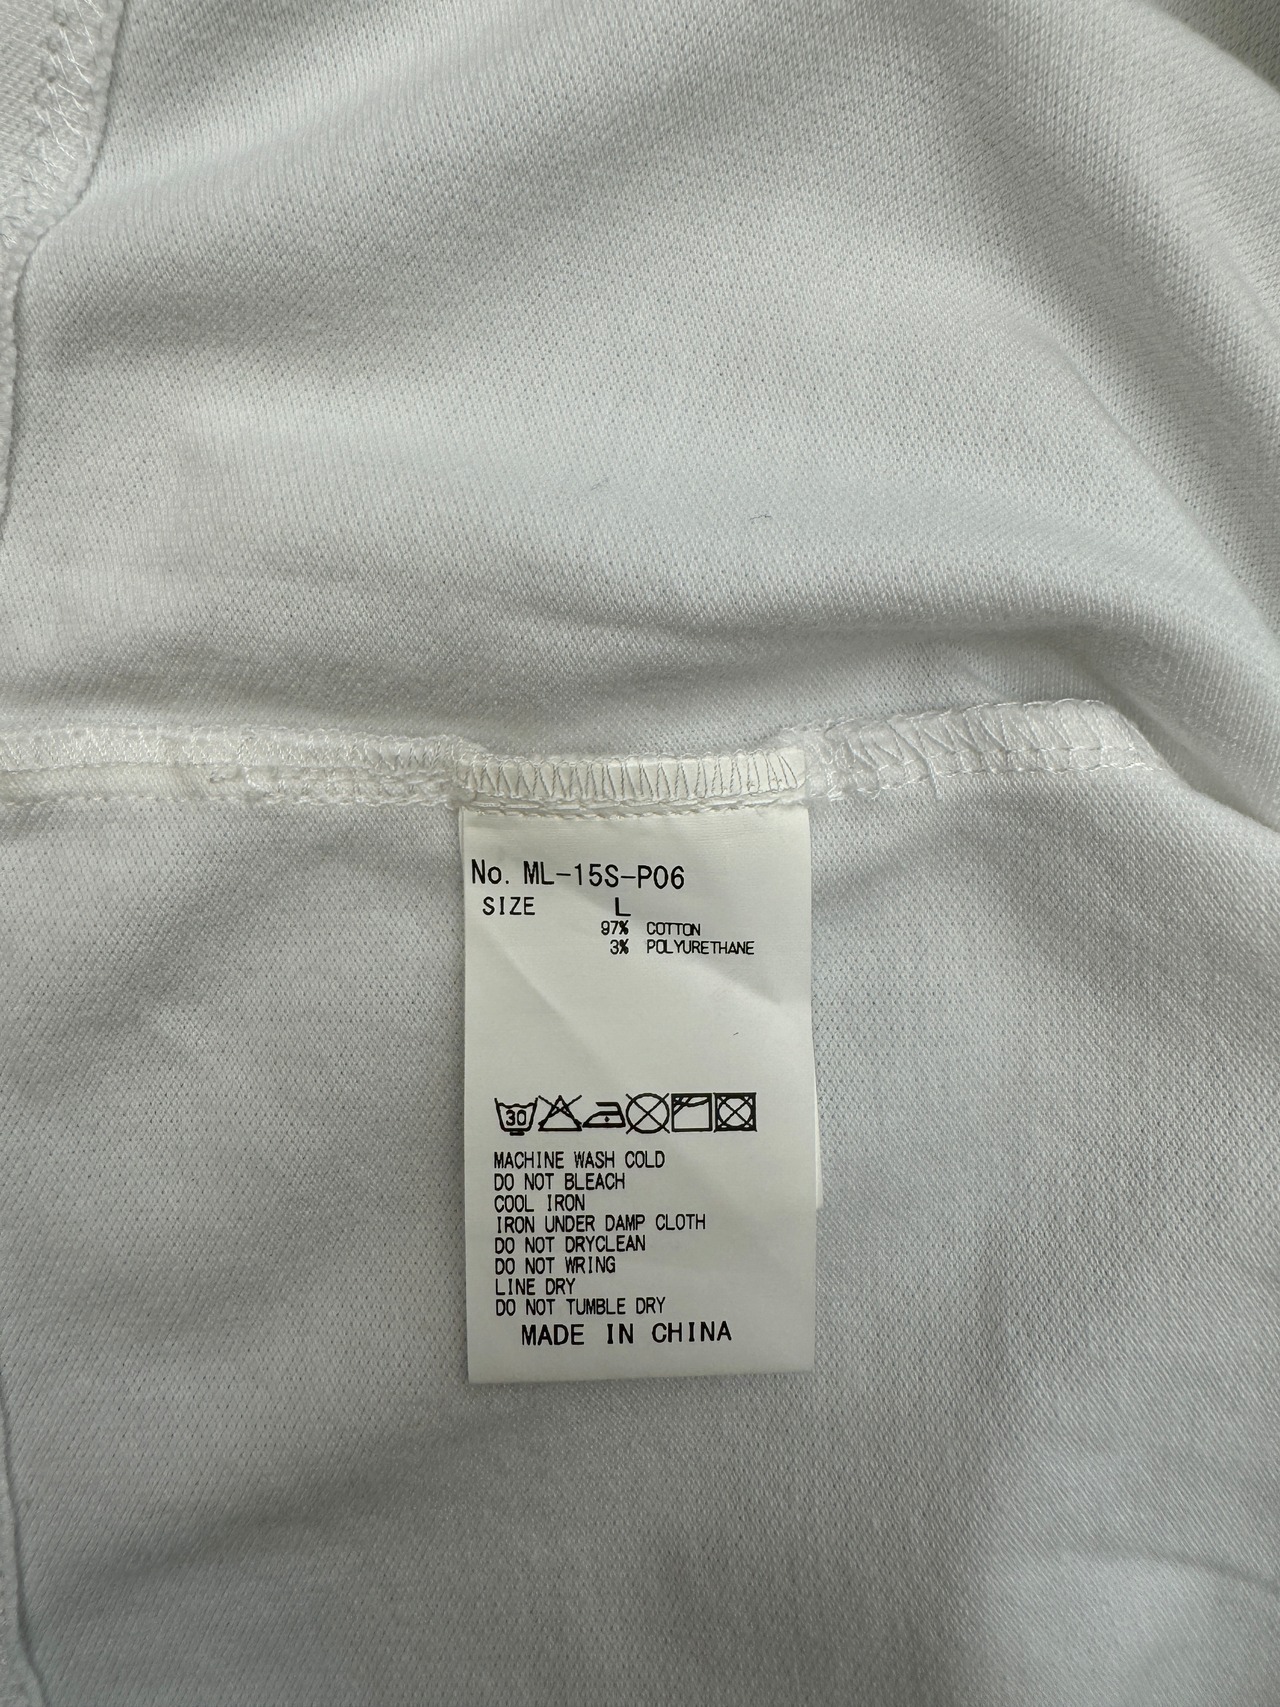 No. ML-15S-P06
SIZE L
97% COTTON
3% POLYURETHANE
30
MACHINE WASH COLD
DO NOT BLEACH
COOL IRON
IRON UNDER DAMP CLOTH
DO NOT DRYCLEAN
DO NOT WRING
LINE DRY
DO NOT TUMBLE DRY
MADE IN CHINA